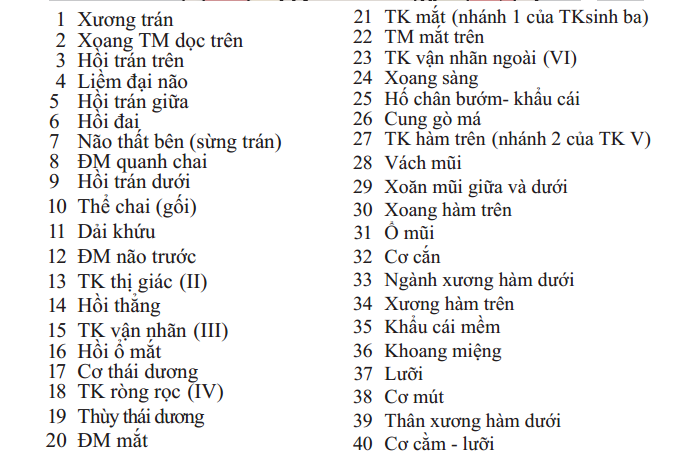 1 Xương trán
2 Xọang TM dọc trên
3 Hồi trán trên
4 Liềm đại não
5 Hồi trán giữa
6 Hồi đai
7 Não thất bên (sừng trán)
8 ĐM quanh chai
9 Hồi trán dưới
10 Thể chai (gối)
11 Dải khứu
12 ĐM não trước
13 TK thị giác (II)
14 Hồi thẳng
15 TK vận nhãn (III)
16 Hồi ổ mắt
17 Cơ thái dương
18 TK ròng rọc (IV)
19 Thùy thái dương
20 ĐM mắt
21 TK mắt (nhánh 1 của TKsinh ba)
22 TM mắt trên
23 TK vận nhãn ngoài (VI)
24 Xoang sàng
25 Hố chân bướm- khẩu cái
26 Cung gò má
27 TK hàm trên (nhánh 2 của TK V)
28 Vách mũi
29 Xoăn mũi giữa và dưới
30 Xoang hàm trên
31 Ổ mũi
32 Cơ cắn
33 Ngành xương hàm dưới
34 Xương hàm trên
35 Khẩu cái mềm
36 Khoang miệng
37 Lưỡi
38 Cơ mút
39 Thân xương hàm dưới
40 Cơ cằm - lưỡi